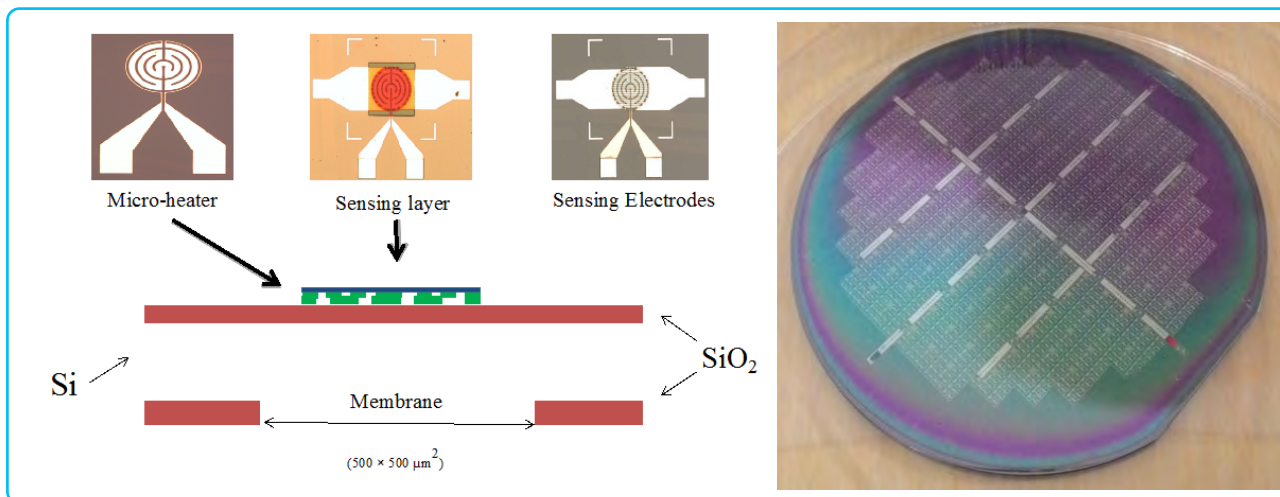 Micro-heater
Sensing layer
Sensing Electrodes
Si
SiO₂
Membrane
(500 × 500 μm²)